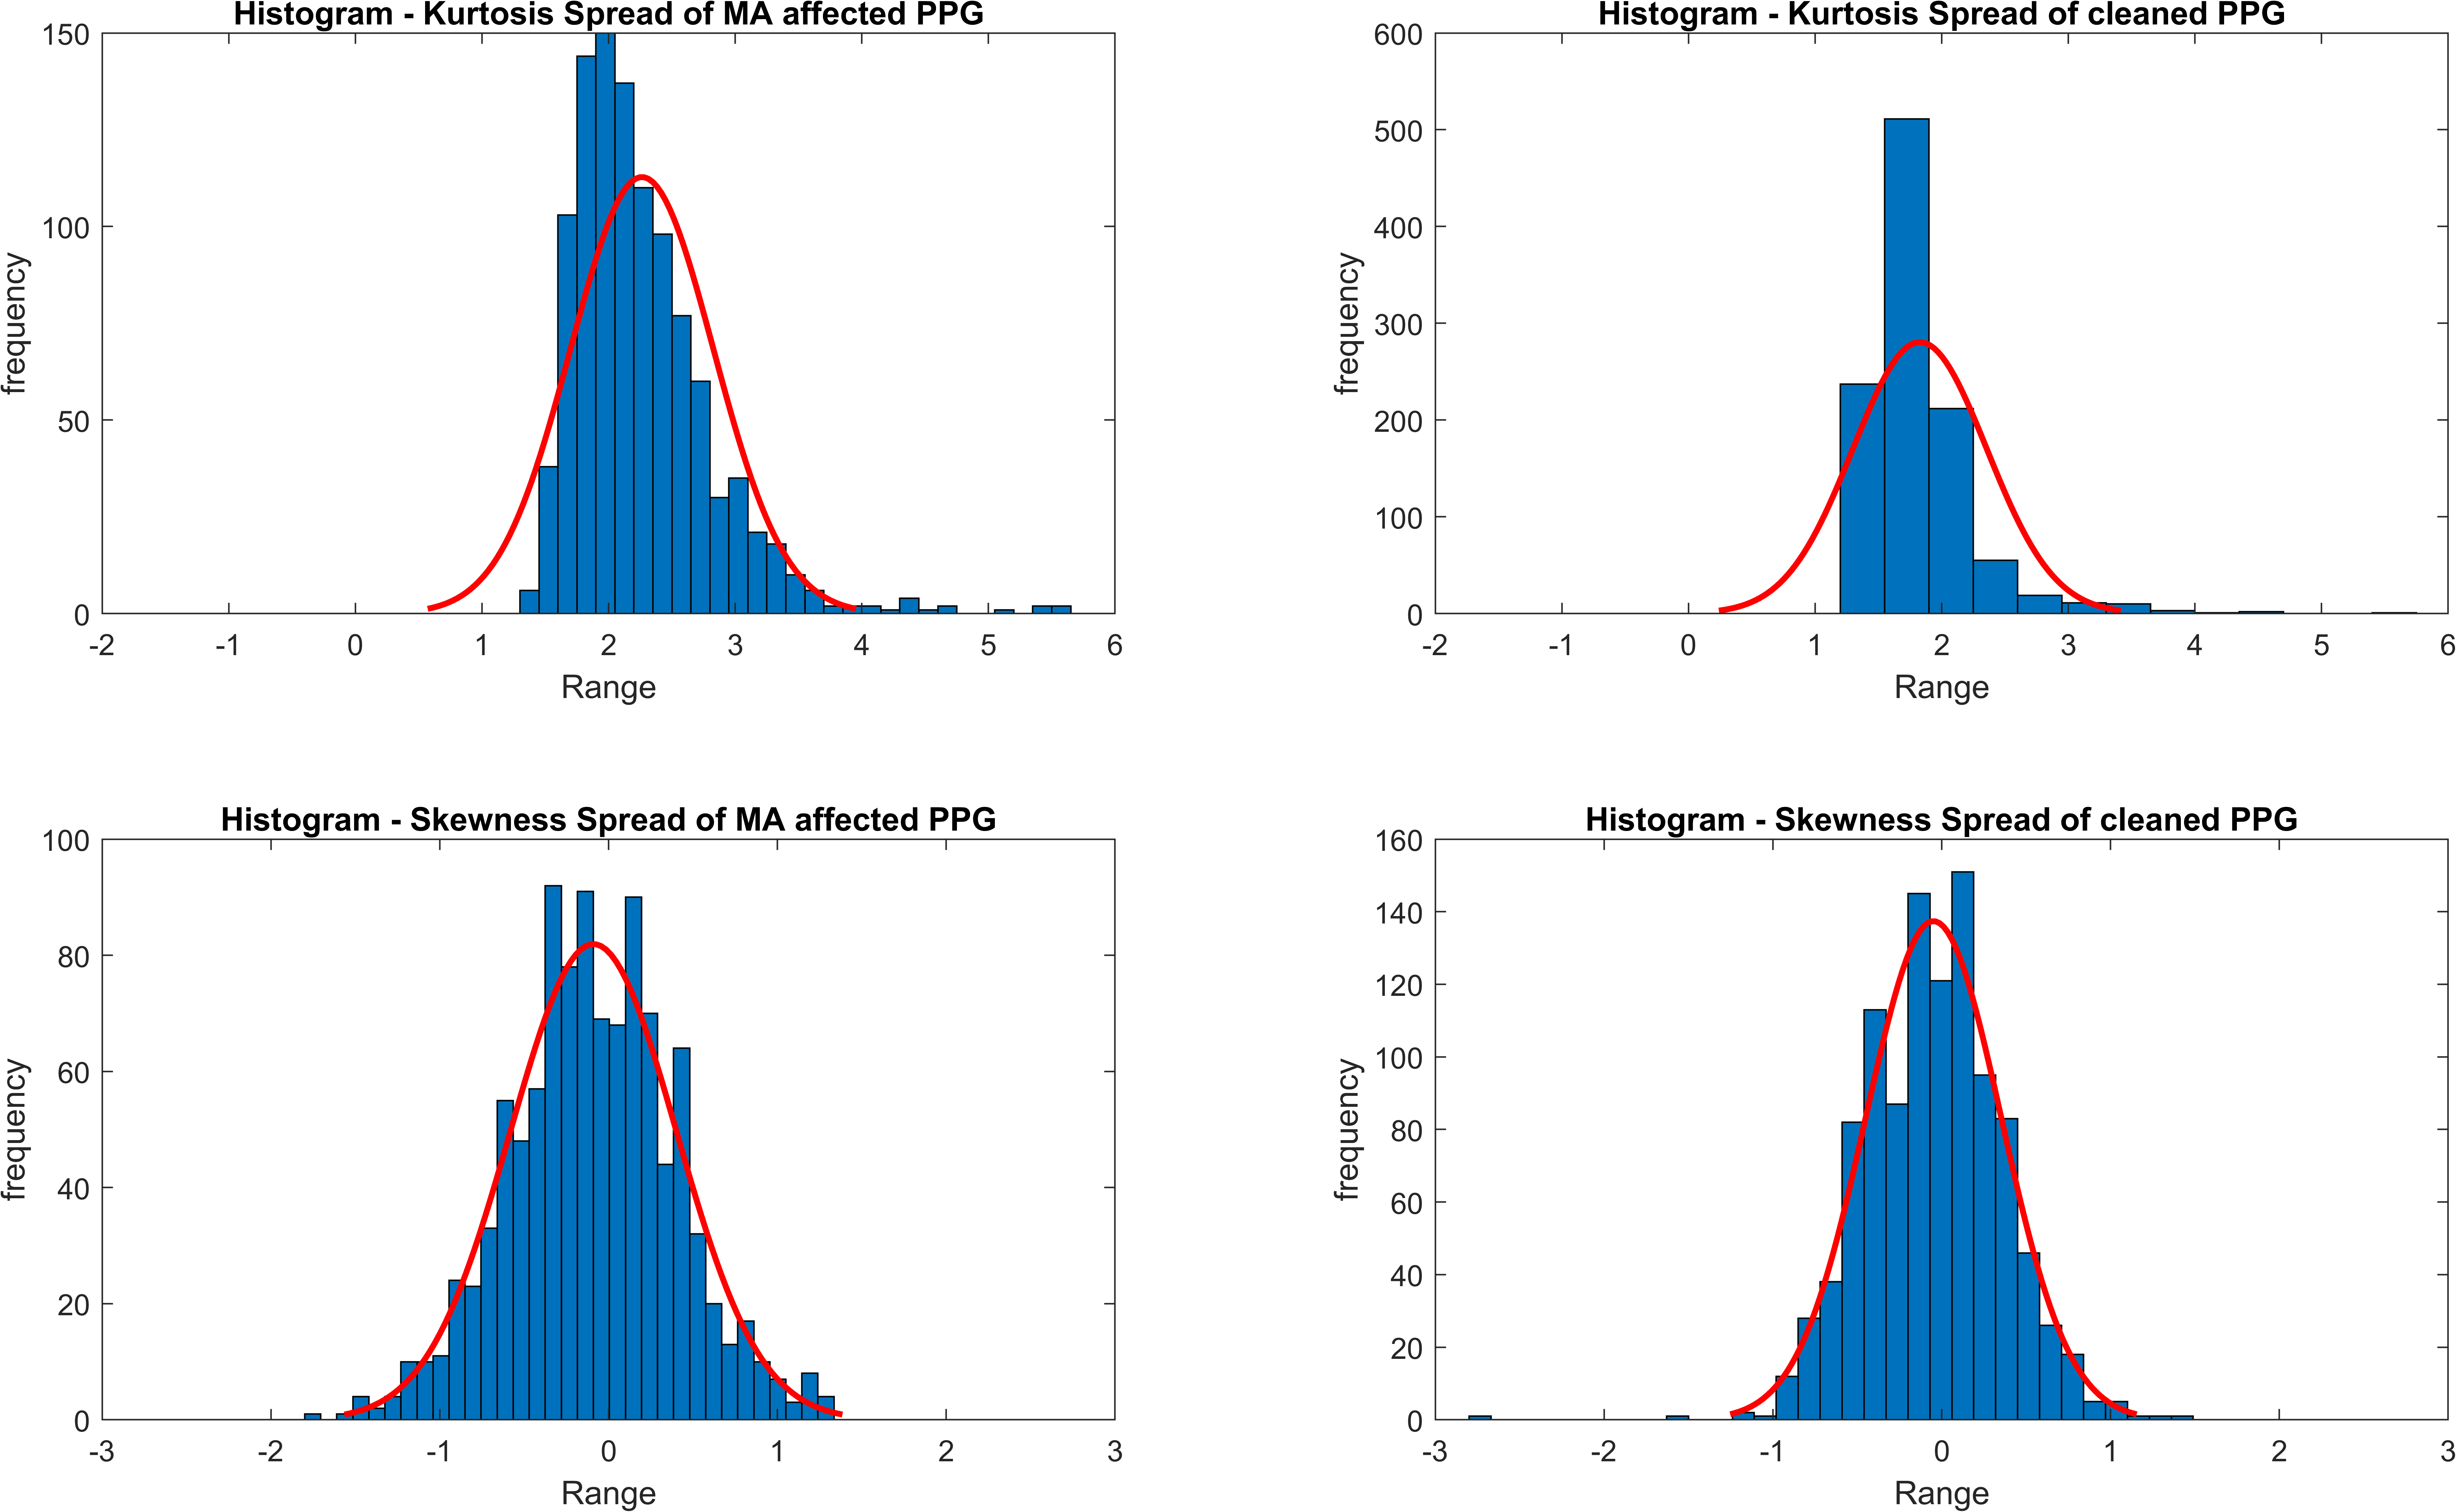 Histogram - Kurtosis Spread of MA affected PPG
150
100
50
0
-2 -1 0 1 2 3 4 5 6
frequency
Range
Histogram - Kurtosis Spread of cleaned PPG
600
500
400
300
200
100
0
-2 -1 0 1 2 3 4 5 6
frequency
Range
Histogram - Skewness Spread of MA affected PPG
100
80
60
40
20
0
-3 -2 -1 0 1 2 3
frequency
Range
Histogram - Skewness Spread of cleaned PPG
160
140
120
100
80
60
40
20
0
-3 -2 -1 0 1 2 3
frequency
Range